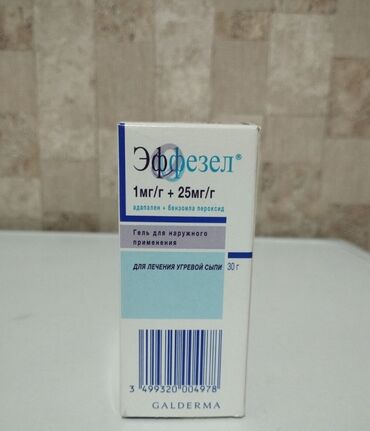 Эффезел®
1мг/г + 25мг/г
адапален + бензоила пероксид
Гель для наружного
применения
ДЛЯ ЛЕЧЕНИЯ УГРЕВОЙ СЫПИ 30 г
3 499320 004978
GALDERMA